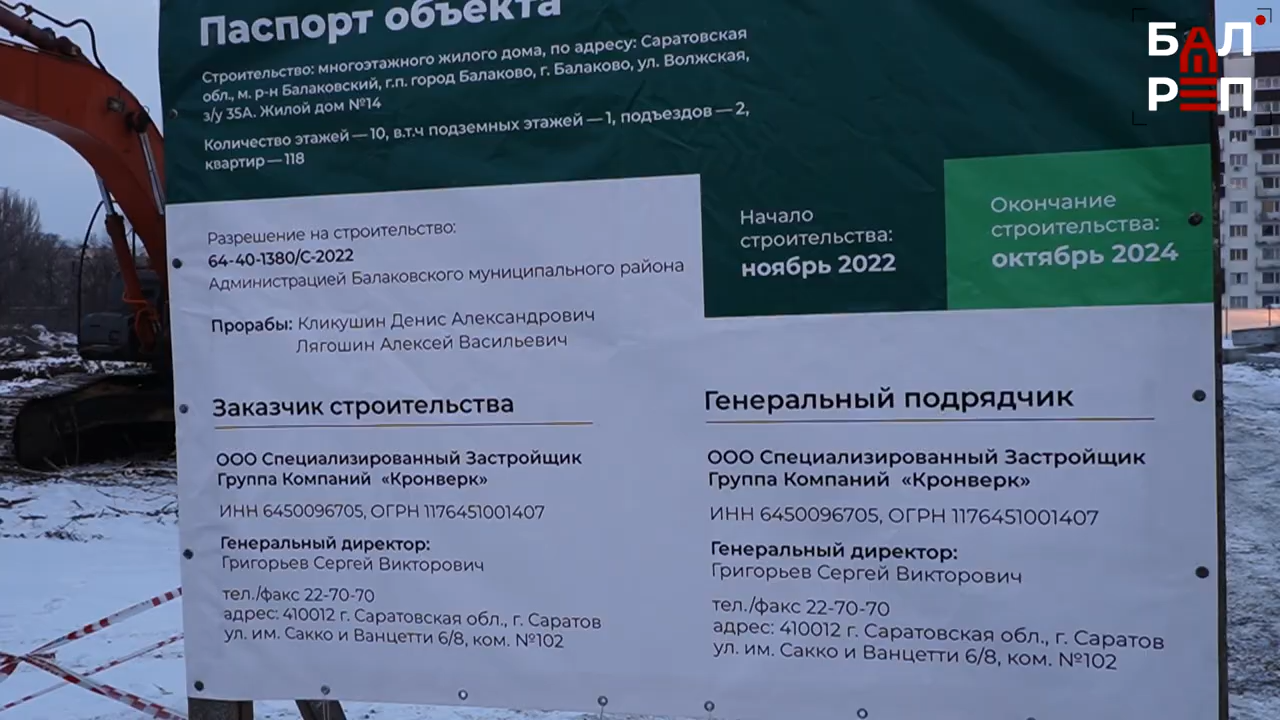 Паспорт объекта
Строительство: многоэтажного жилого дома, по адресу: Саратовская
обл., м. р-н Балаковский, г.п. город Балаково, г. Балаково, ул. Волжская,
з/у 35А. Жилой дом №14
Количество этажей — 10, в.т.ч подземных этажей — 1, подъездов — 2,
квартир — 118
Начало
строительства:
ноябрь 2022
Окончание
строительства:
октябрь 2024
Разрешение на строительство:
64-40-1380/С-2022
Администрацией Балаковского муниципального района
Прорабы: Кликушин Денис Александрович
Лягошин Алексей Васильевич
Заказчик строительства
ООО Специализированный Застройщик
Группа Компаний «Кронверк»
ИНН 6450096705, ОГРН 1176451001407
Генеральный директор:
Григорьев Сергей Викторович
тел./факс 22-70-70
адрес: 410012 г. Саратовская обл., г. Саратов
ул. им. Сакко и Ванцетти 6/8, ком. №102
Генеральный подрядчик
ООО Специализированный Застройщик
Группа Компаний «Кронверк»
ИНН 6450096705, ОГРН 1176451001407
Генеральный директор:
Григорьев Сергей Викторович
тел./факс 22-70-70
адрес: 410012 г. Саратовская обл., г. Саратов
ул. им. Сакко и Ванцетти 6/8, ком. №102
БАЛ
РЕП